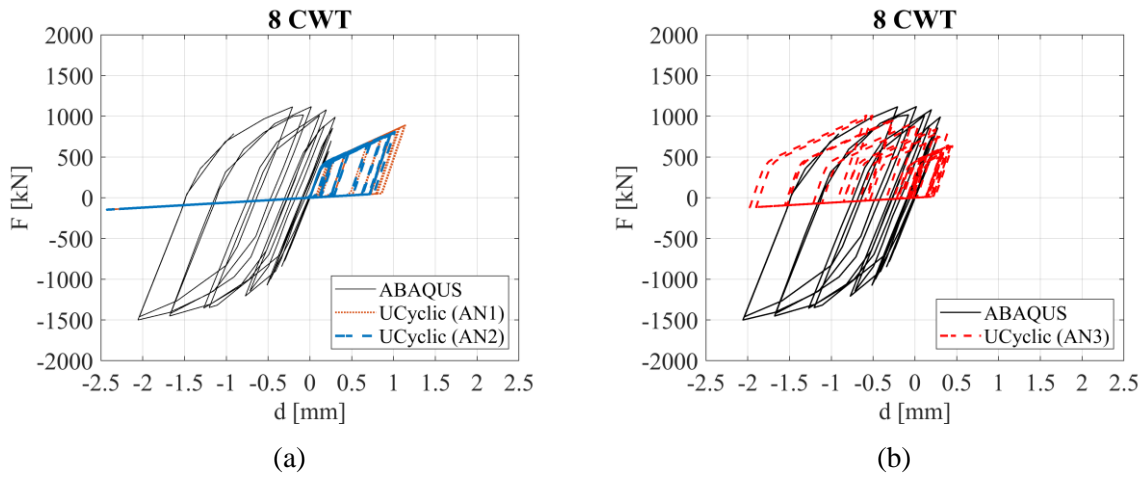 8 CWT
2000
1500
1000
500
0
-500
-1000
-1500
-2000
F [kN]
-2.5 -2 -1.5 -1 -0.5 0 0.5 1 1.5 2 2.5
d [mm]
ABAQUS
UCyclic (AN1)
UCyclic (AN2)
(a)
8 CWT
2000
1500
1000
500
0
-500
-1000
-1500
-2000
F [kN]
-2.5 -2 -1.5 -1 -0.5 0 0.5 1 1.5 2 2.5
d [mm]
ABAQUS
UCyclic (AN3)
(b)